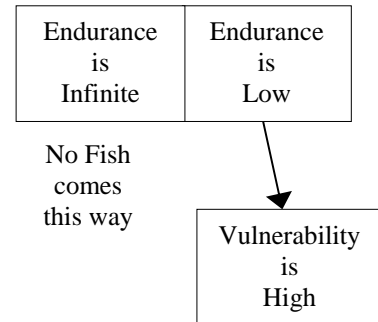 Endurance
is
Infinite
Endurance
is
Low
No Fish
comes
this way
Vulnerability
is
High